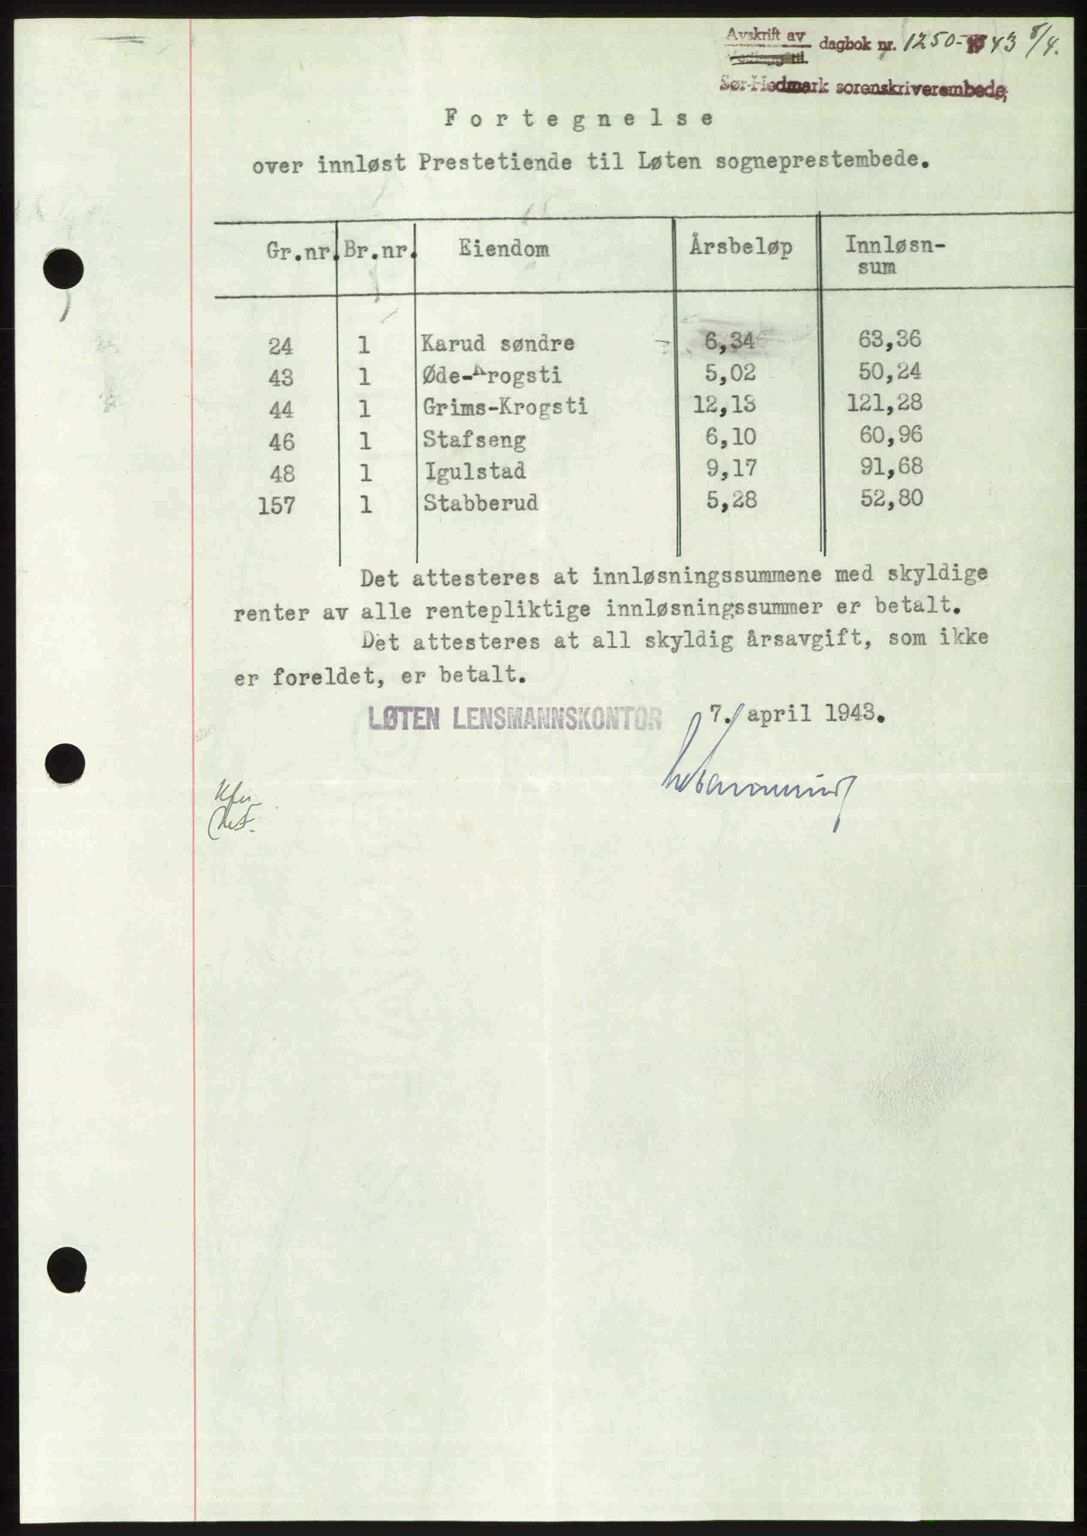 Avskrift av
dagbok nr. 1250-1943 8/4.
Sør-Hedmark sorenskriverembede,
Fortegnelse
over innløst Prestetiende til Løten sogneprestembede.
Gr.nr. Br.nr. Eiendom Årsbeløp Innløsn-
sum
24 1 Karud søndre 6,34 63,36
43 1 Øde-Krogsti 5,02 50,24
44 1 Grims-Krogsti 12,13 121,28
46 1 Stafseng 6,10 60,96
48 1 Igulstad 9,17 91,68
157 1 Stabberud 5,28 52,80
Det attesteres at innløsningssummene med skyldige
renter av alle rentepliktige innløsningssummer er betalt.
Det attesteres at all skyldig årsavgift, som ikke
er foreldet, er betalt.
LØTEN LENSMANNSKONTOR 7. april 1943.